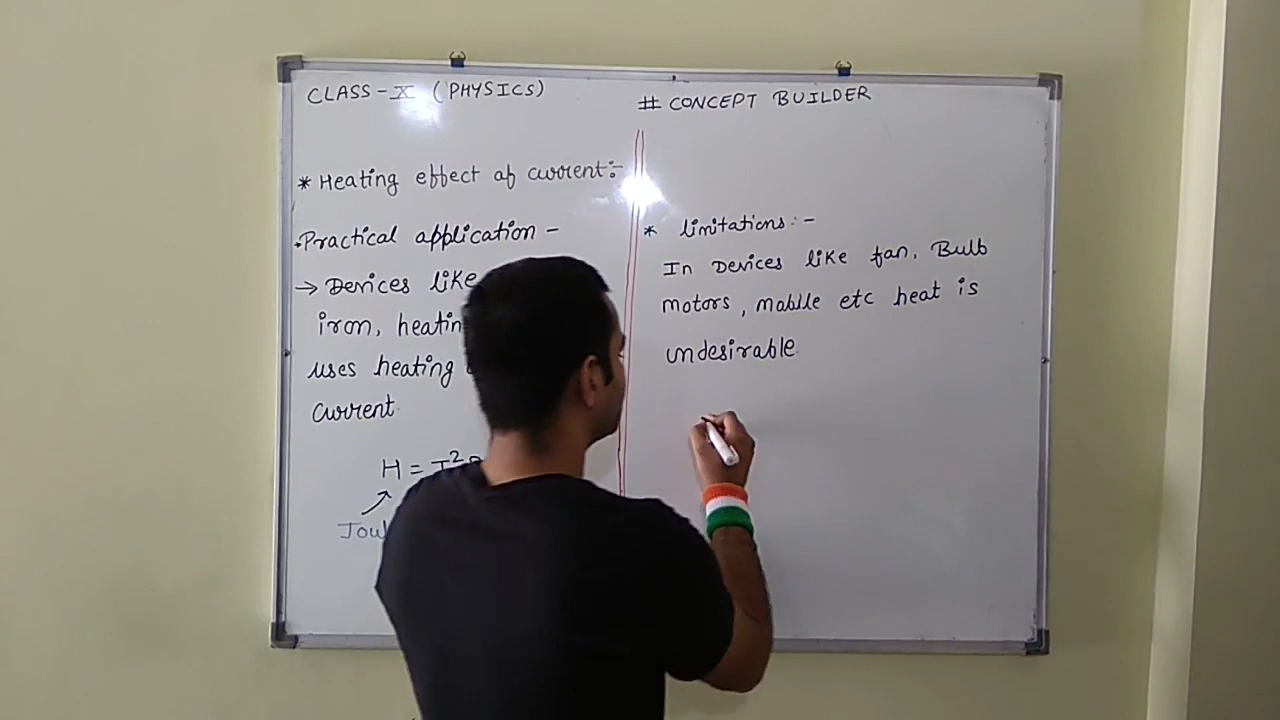 CLASS-X (PHYSICS)
# CONCEPT BUILDER
* Heating effect of current:-
•Practical application -
→ Devices like
iron, heatin
uses heating
current.
H = I²R
Joul
* limitations:-
In Devices like fan, Bulb
motors, mobile etc heat is
undesirable.